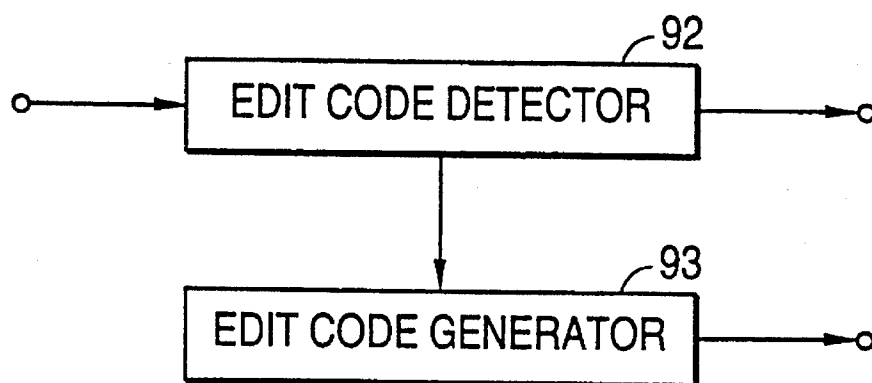 92
EDIT CODE DETECTOR
93
EDIT CODE GENERATOR